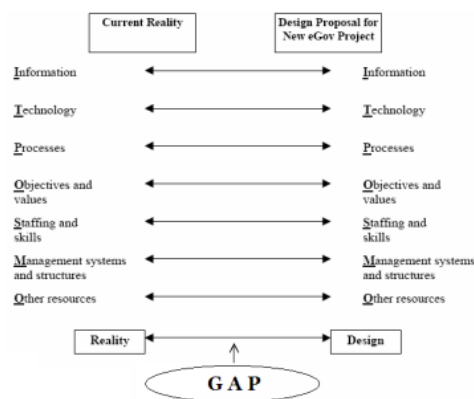 Current Reality
Design Proposal for
New eGov Project
Information
Information
Technology
Technology
Processes
Processes
Objectives and
values
Objectives and
values
Staffing and
skills
Staffing and
skills
Management systems
and structures
Management systems
and structures
Other resources
Other resources
Reality
Design
GAP